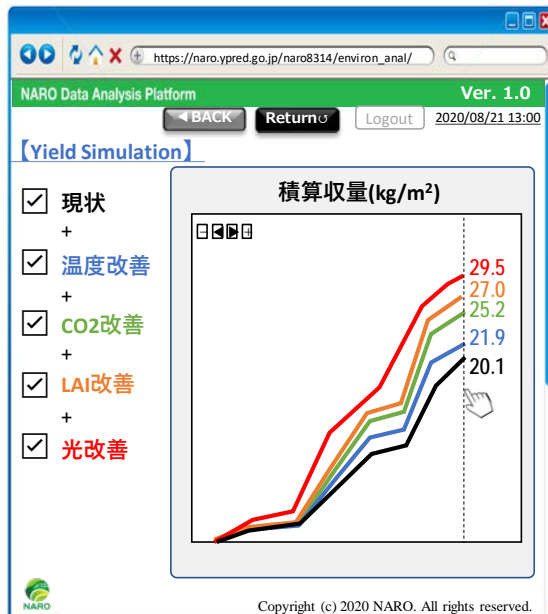 https://naro.ypred.go.jp/naro8314/environ_anal/
NARO Data Analysis Platform
Ver. 1.0
◀BACK
Return↺
Logout
2020/08/21 13:00
【Yield Simulation】
積算収量(kg/m²)
現状
+
温度改善
+
CO2改善
+
LAI改善
+
光改善
29.5
27.0
25.2
21.9
20.1
NARO
Copyright (c) 2020 NARO. All rights reserved.